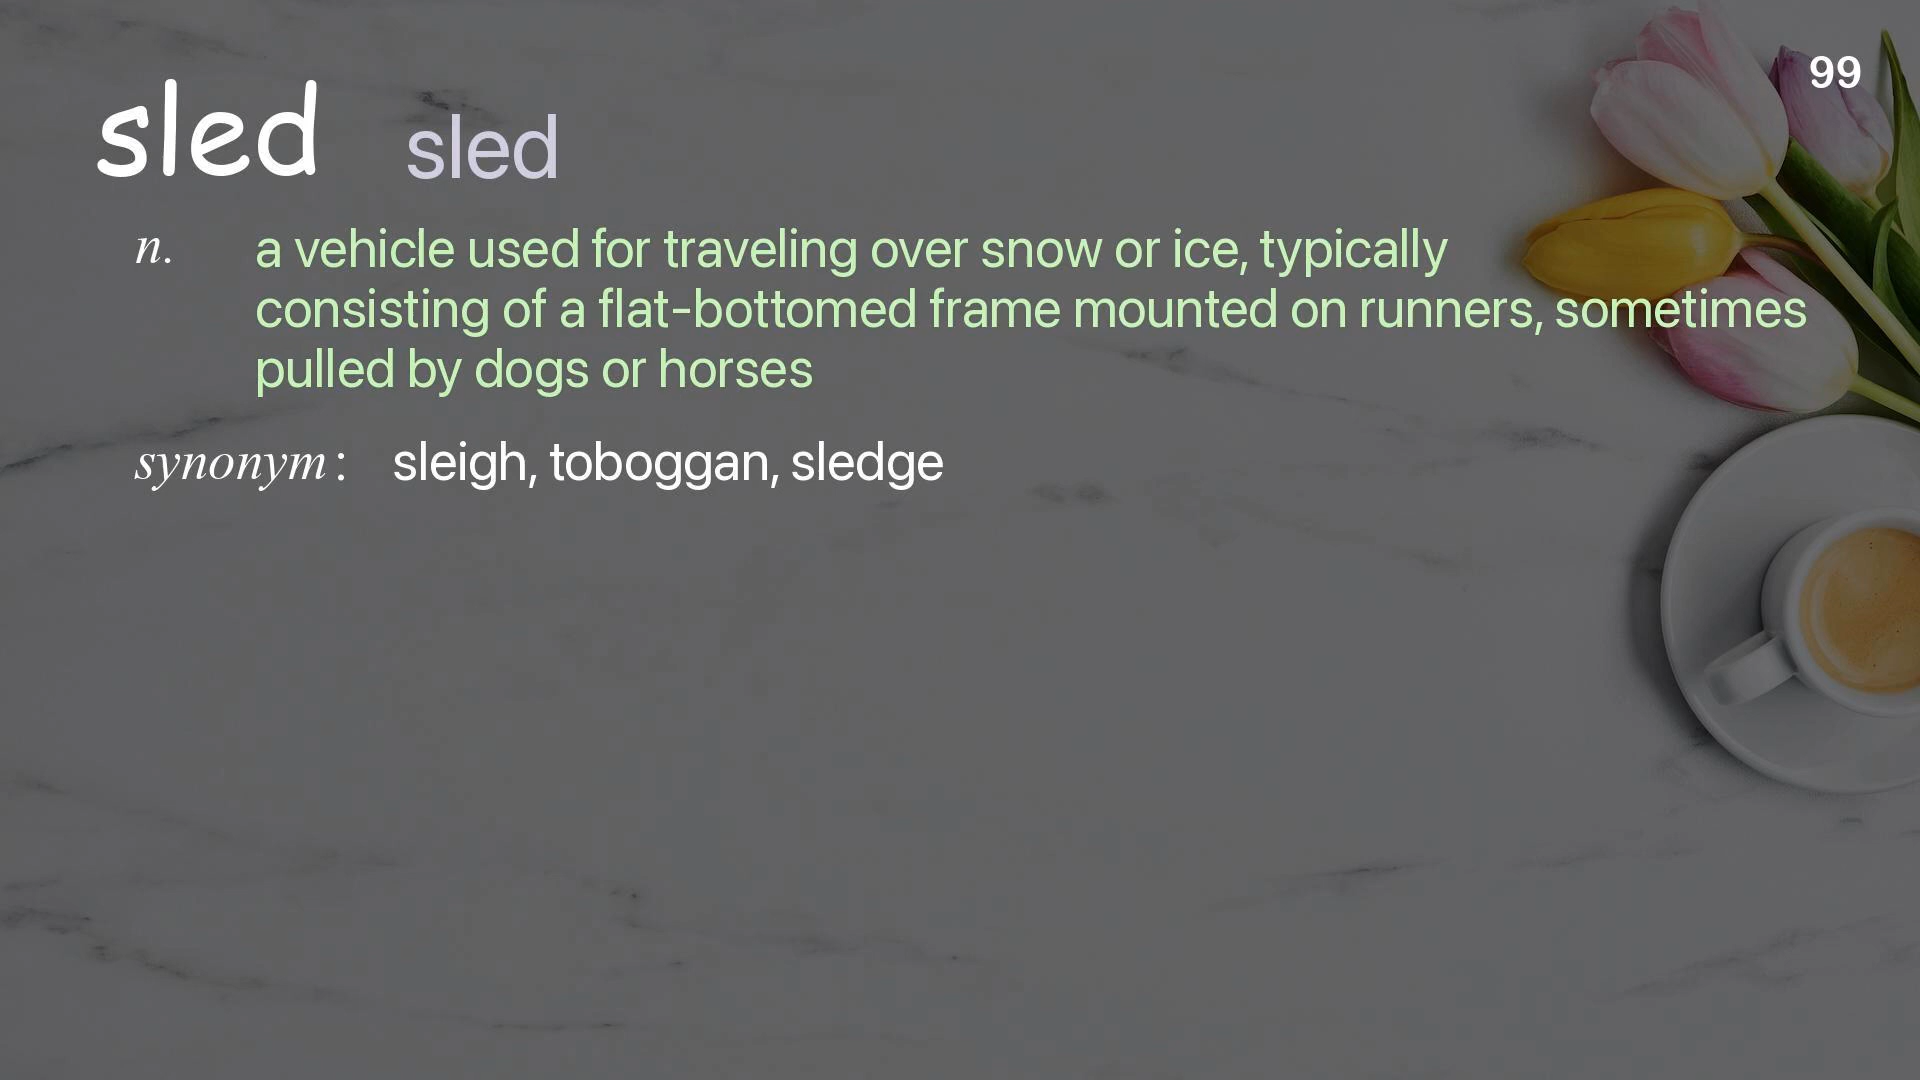 99
sled sled
n. a vehicle used for traveling over snow or ice, typically
consisting of a flat-bottomed frame mounted on runners, sometimes
pulled by dogs or horses
synonym: sleigh, toboggan, sledge